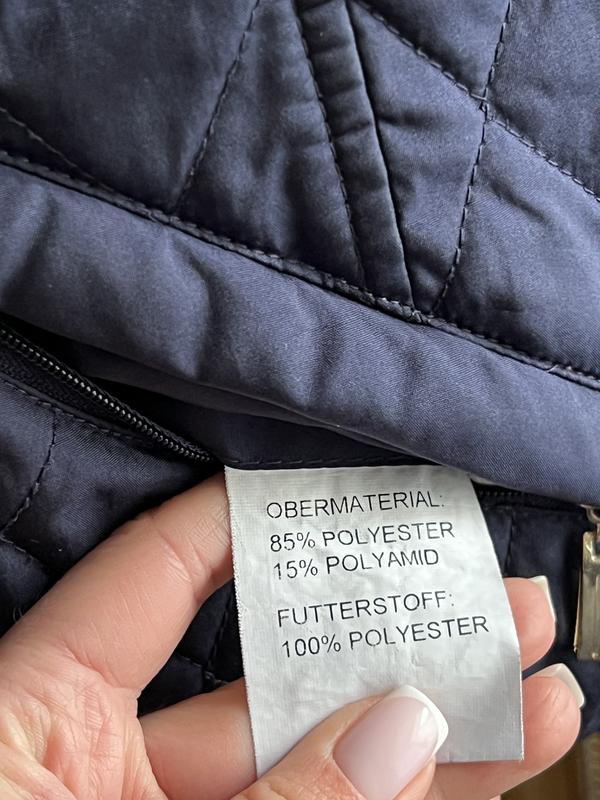 OBERMATERIAL:
85% POLYESTER
15% POLYAMID
FUTTERSTOFF:
100% POLYESTER